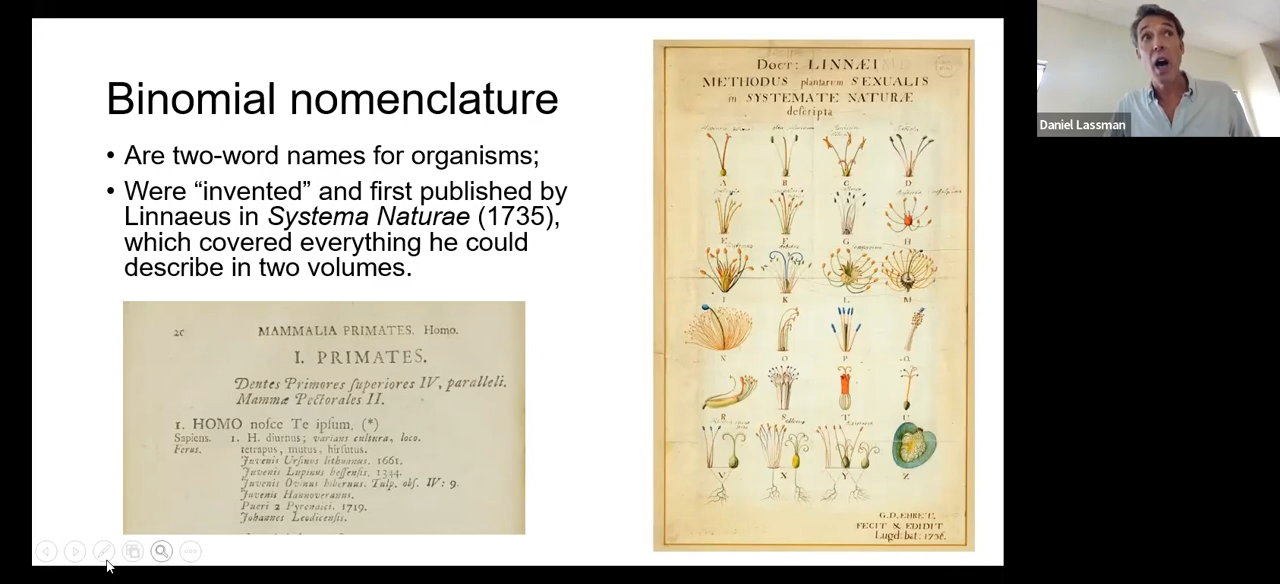 Binomial nomenclature
• Are two-word names for organisms;
• Were “invented” and first published by
Linnaeus in Systema Naturae (1735),
which covered everything he could
describe in two volumes.
MAMMALIA PRIMATES. Homo.
I. PRIMATES.
Dentes Primores ſuperiores IV, paralleli.
Mammæ Pectorales II.
1. HOMO noſce Te ipſum. (*)
Sapiens. 1. H. diurnus; varians cultura, loco.
Ferus. tetrapus, mutus, hirſutus.
Juvenis Urſinus lithuanus. 1661.
Juvenis Lupinus heſſenſis. 1344.
Juvenis Ovinus hibernus. Tulp. obſ. IV: 9.
Juvenis Hannoveranus.
Pueri 2 Pyrenaici. 1719.
Johannes Leodicenſis.
Doct: LINNÆI
METHODUS plantarum SEXUALIS
in SYSTEMATE NATURÆ
deſcripta
A B C D
E F G H
I K L M
N O P Q
R S T U
V X Y Z
G.D. EHRET.
FECIT & EDIDIT
Lugd: bat: 1736.
Daniel Lassman